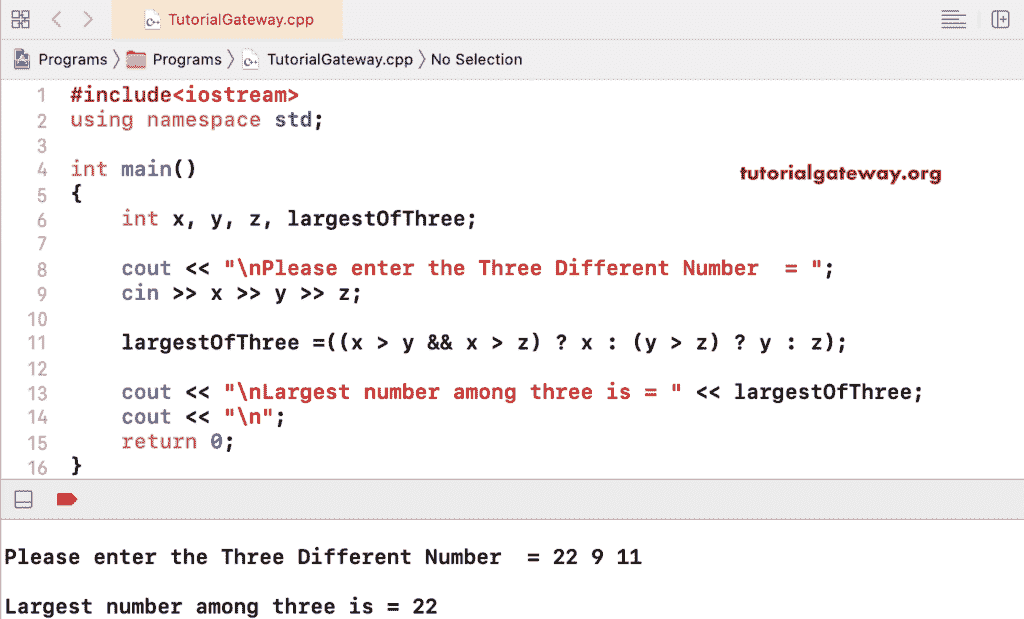 TutorialGateway.cpp
Programs Programs TutorialGateway.cpp No Selection
1 #include<iostream>
2 using namespace std;
3
4 int main()
tutorialgateway.org
5 {
6 int x, y, z, largestOfThree;
7
8 cout << "\nPlease enter the Three Different Number  = ";
9 cin >> x >> y >> z;
10
11 largestOfThree =((x > y && x > z) ? x : (y > z) ? y : z);
12
13 cout << "\nLargest number among three is = " << largestOfThree;
14 cout << "\n";
15 return 0;
16 }
Please enter the Three Different Number  = 22 9 11
Largest number among three is = 22